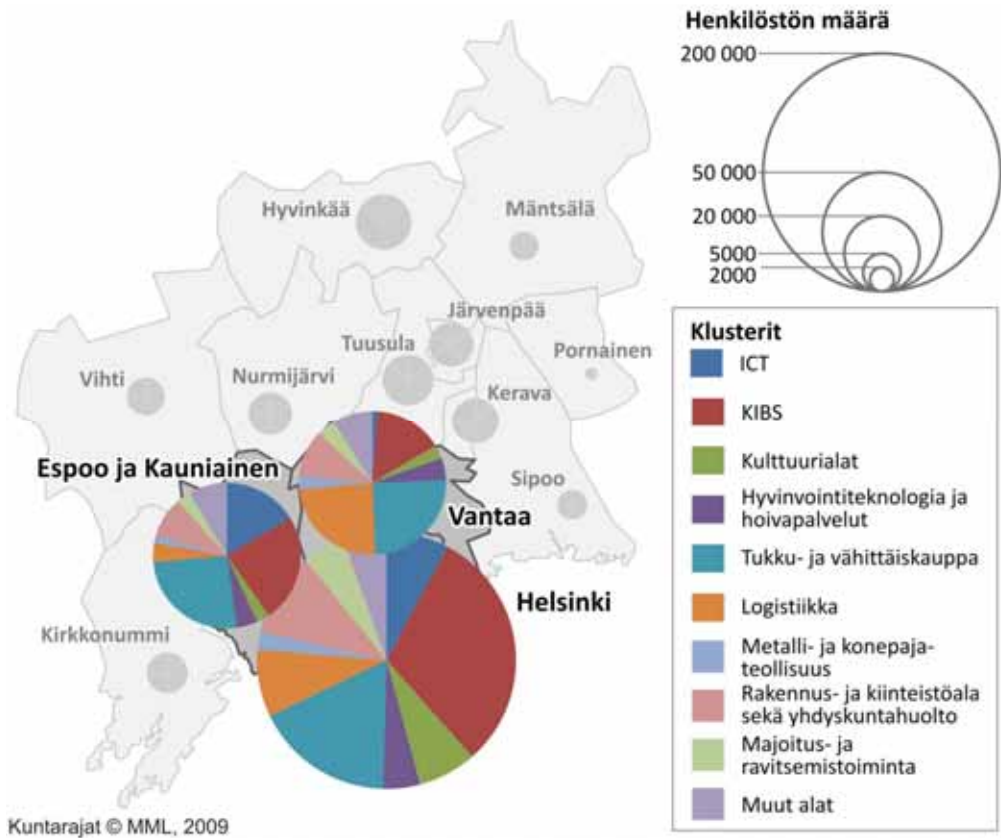 Henkilöstön määrä
200 000
50 000
20 000
5000
2000
Hyvinkää
Mäntsälä
Järvenpää
Tuusula
Pornainen
Vihti
Nurmijärvi
Kerava
Espoo ja Kauniainen
Sipoo
Vantaa
Helsinki
Kirkkonummi
Klusterit
ICT
KIBS
Kulttuurialat
Hyvinvointiteknologia ja
hoivapalvelut
Tukku- ja vähittäiskauppa
Logistiikka
Metalli- ja konepaja-
teollisuus
Rakennus- ja kiinteistöala
sekä yhdyskuntahuolto
Majoitus- ja
ravitsemistoiminta
Muut alat
Kuntarajat © MML, 2009